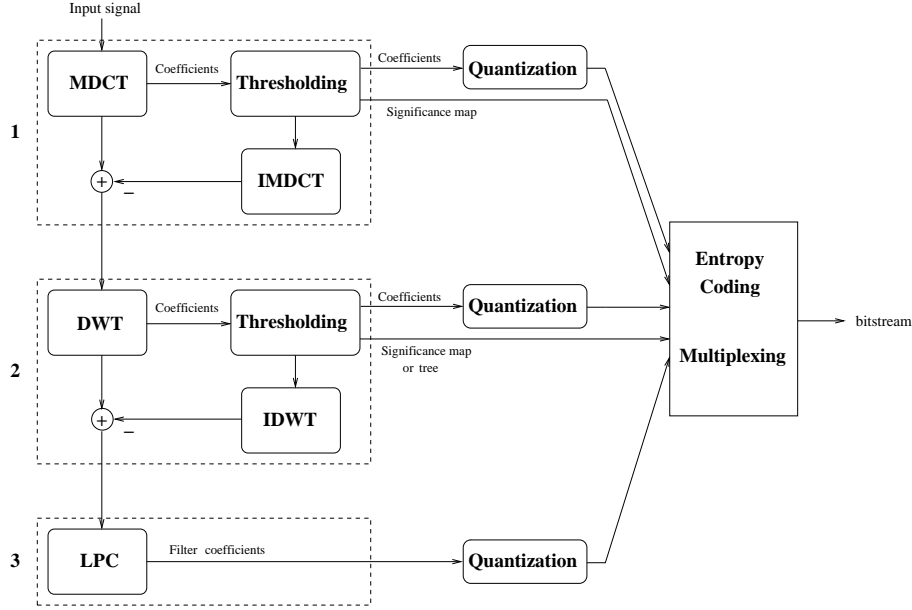 Input signal
MDCT
Coefficients
Thresholding
Coefficients
Quantization
Significance map
1
IMDCT
+
−
Entropy
Coding
Multiplexing
bitstream
DWT
Coefficients
Thresholding
Coefficients
Quantization
Significance map
or tree
2
IDWT
+
−
3
LPC
Filter coefficients
Quantization